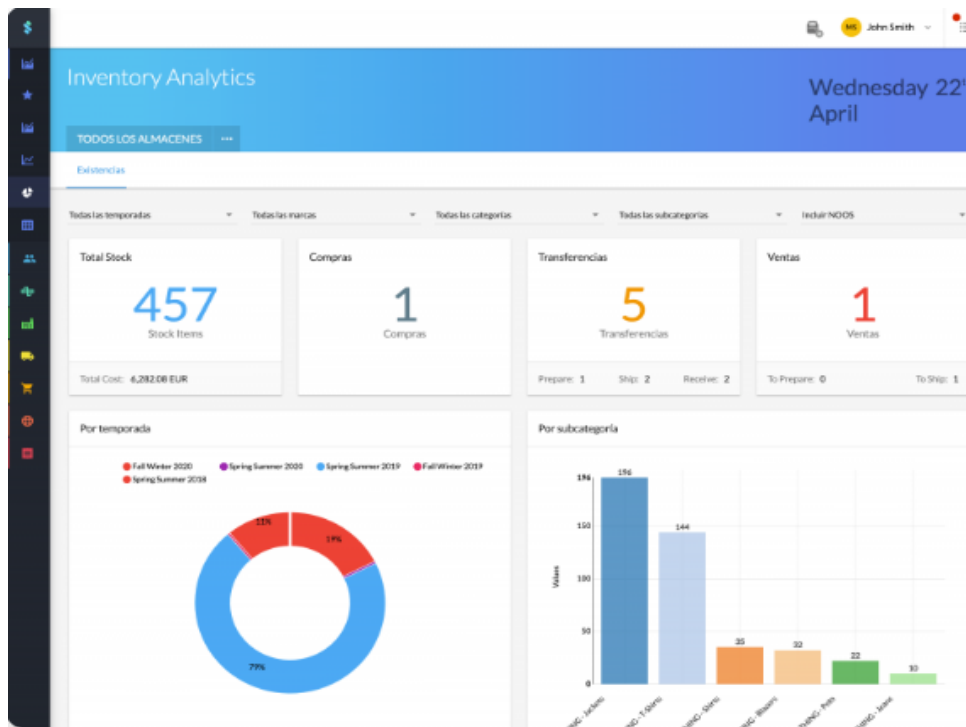 John Smith
Inventory Analytics
Wednesday 22
April
TODOS LOS ALMACENES
Existencias
Todas las temporadas
Todas las marcas
Todas las categorías
Todas las subcategorías
Incluir NOOS
Total Stock
457
Stock Items
Total Cost: 6,282.08 EUR
Compras
1
Compras
Transferencias
5
Transferencias
Prepare: 1 Ship: 2 Receive: 2
Ventas
1
Ventas
To Prepare: 0 To Ship: 1
Por temporada
Fall Winter 2020 Spring Summer 2020 Spring Summer 2019 Fall Winter 2019
Spring Summer 2018
11%
19%
79%
Por subcategoría
Values
196
150
100
50
0
196
144
35
32
22
10
- Jackets
- T-Shirts
- Shirts
- Blazers